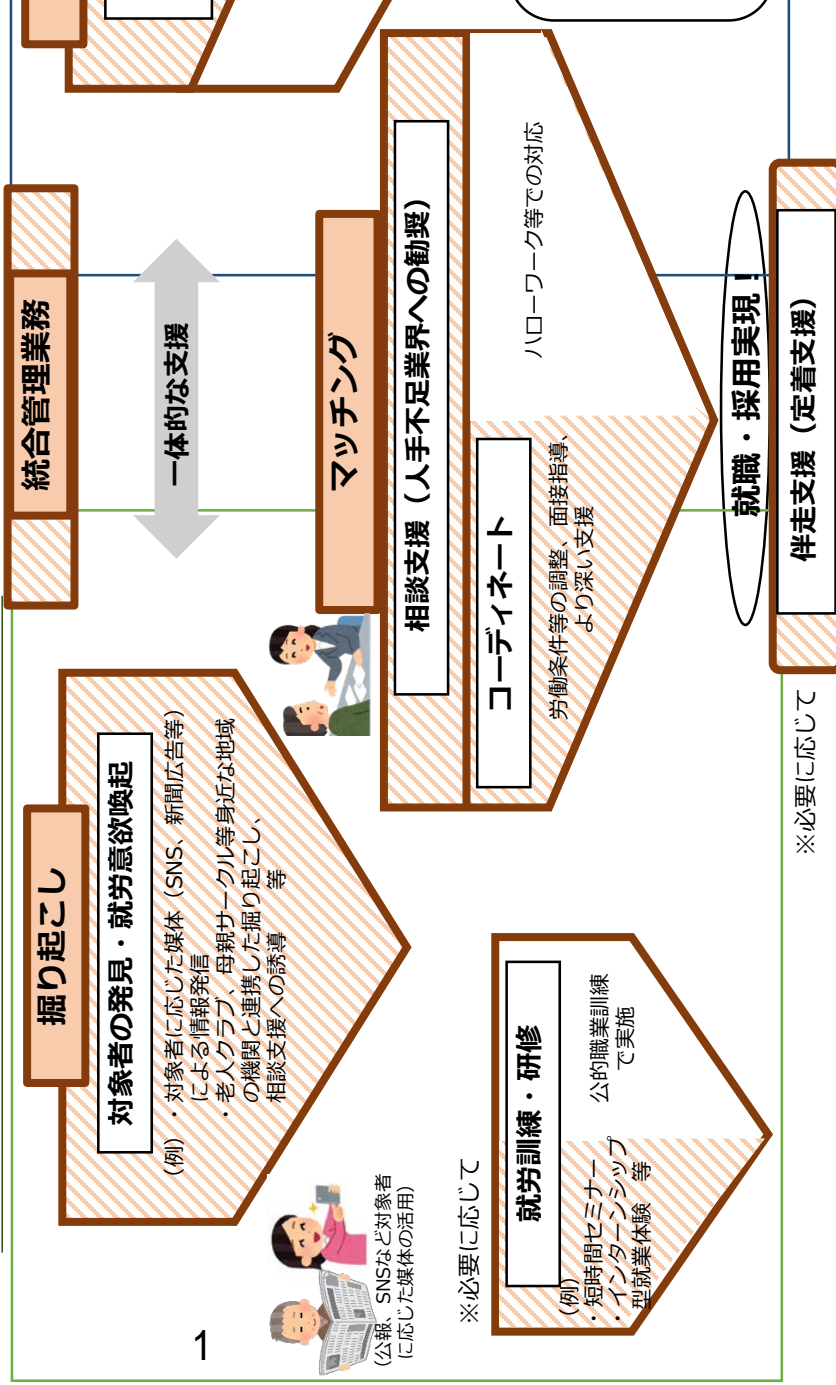 統合管理業務
一体的な支援
掘り起こし
対象者の発見・就労意欲喚起
（例）・対象者に応じた媒体（SNS、新聞広告等）
による情報発信
・老人クラブ、母親サークル等身近な地域
の機関と連携した掘り起こし、
相談支援への誘導　　　等
(公報、SNSなど対象者
に応じた媒体の活用)
マッチング
相談支援（人手不足業界への勧奨）
コーディネート
労働条件等の調整、面接指導、
より深い支援
ハローワーク等での対応
※必要に応じて
就労訓練・研修
(例)
・短時間セミナー
・インターンシップ
型就業体験　等
公的職業訓練
で実施
就職・採用実現！
※必要に応じて
伴走支援（定着支援）
1